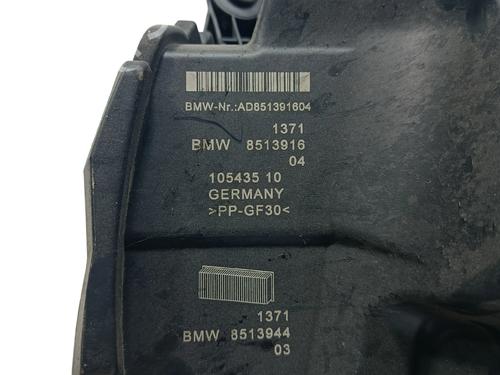 BMW-Nr.:AD851391604
1371
BMW 8513916
04
105435 10
GERMANY
>PP-GF30<
1371
BMW 8513944
03